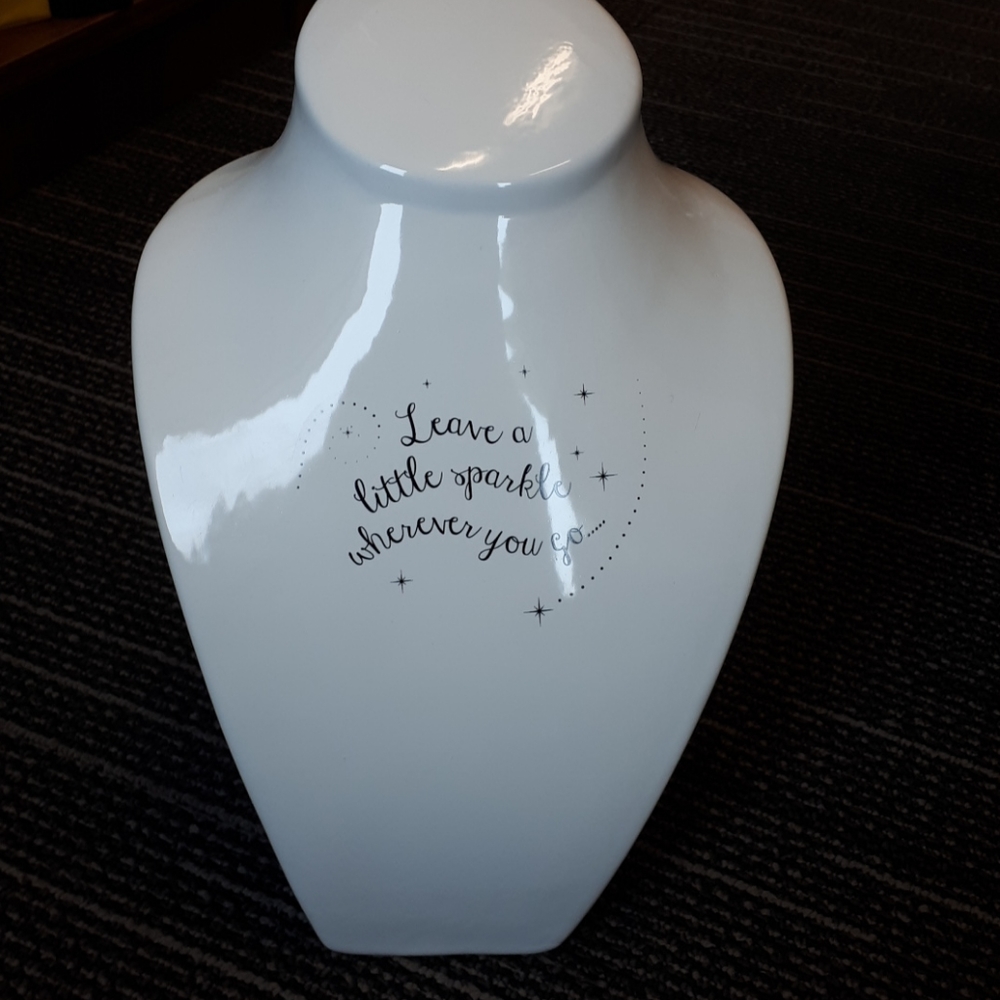 Leave a
little sparkle
wherever you go.....